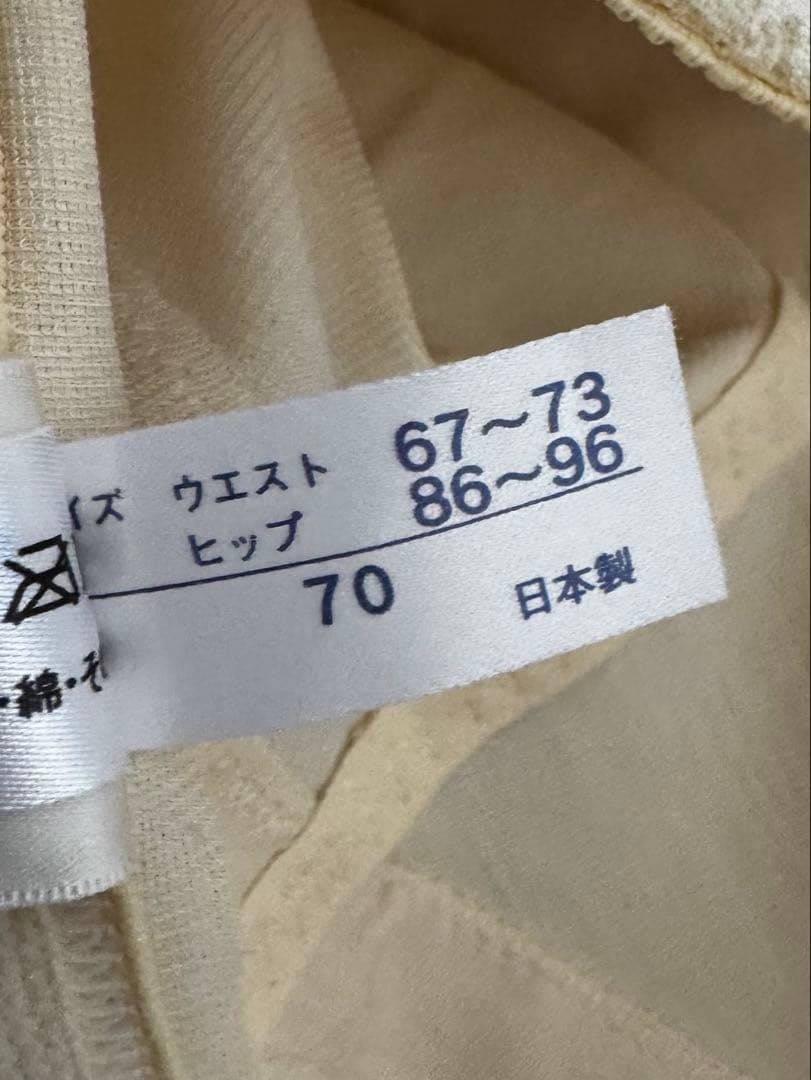 イズ ウエスト 67～73
ヒップ 86～96
70 日本製
・綿・そ